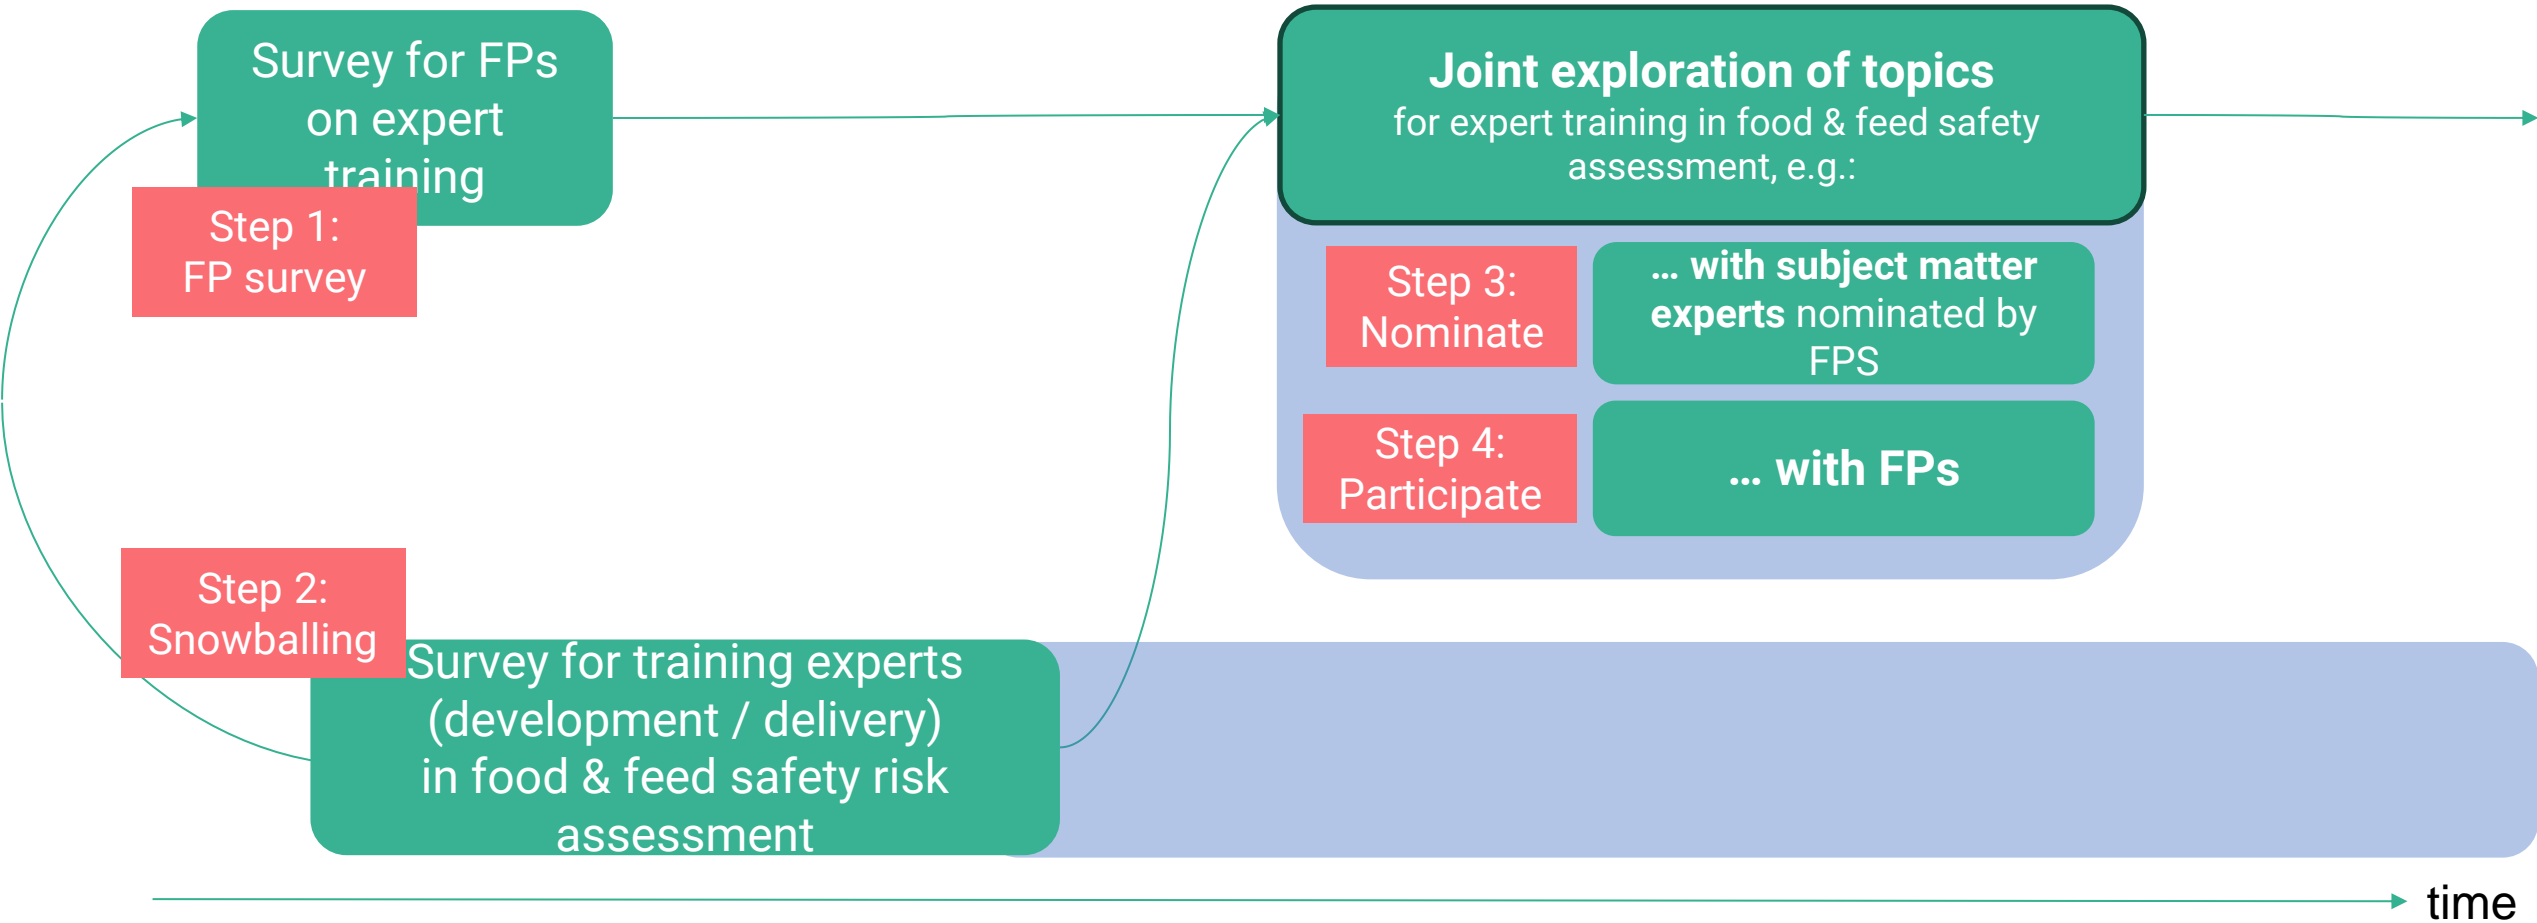 Survey for FPs
on expert
training
Step 1:
FP survey
Joint exploration of topics
for expert training in food & feed safety
assessment, e.g.:
Step 3:
Nominate
... with subject matter
experts nominated by
FPS
Step 4:
Participate
... with FPs
Step 2:
Snowballing
Survey for training experts
(development / delivery)
in food & feed safety risk
assessment
time